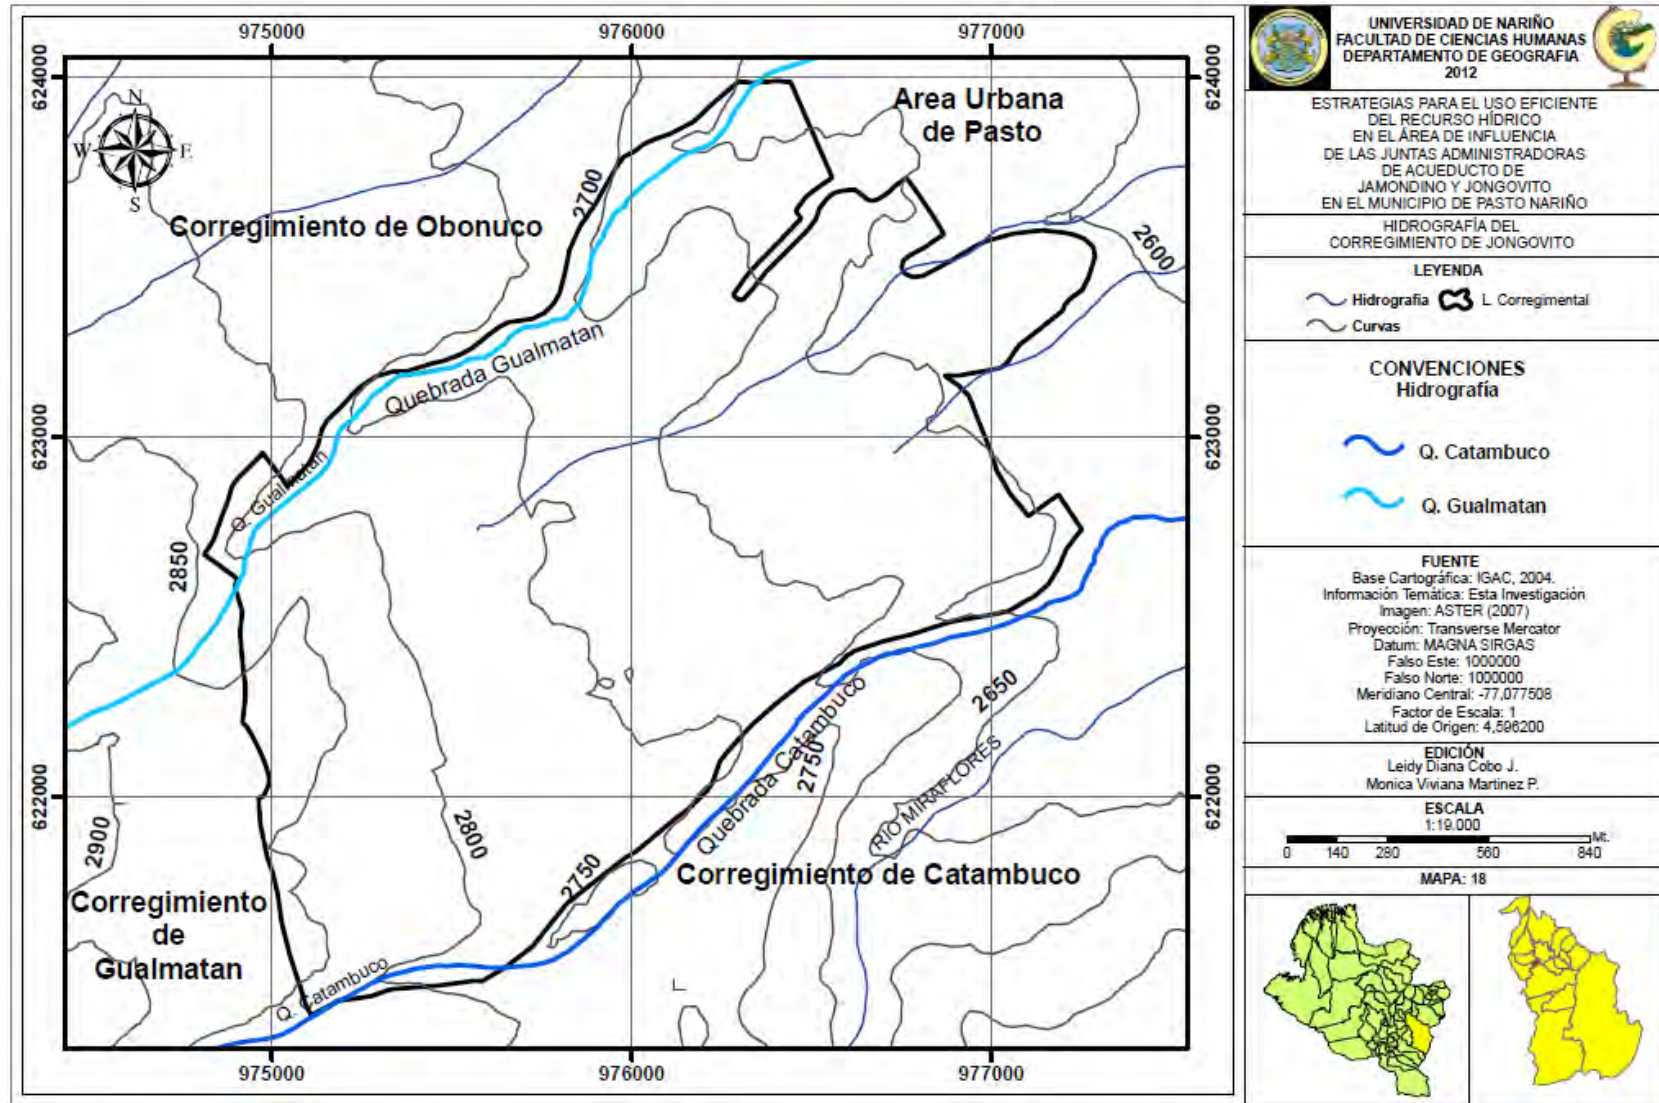 975000
976000
977000
624000
624000
N
W
E
S
Area Urbana
de Pasto
2700
Corregimiento de Obonuco
2600
Quebrada Gualmatan
623000
623000
Q. Gualmatan
2850
2650
Quebrada Catambuco
2750
RIO MIRAFLORES
622000
622000
2900
2800
2750
Corregimiento de Catambuco
Corregimiento
de
Gualmatan
Q. Catambuco
975000
976000
977000
UNIVERSIDAD DE NARIÑO
FACULTAD DE CIENCIAS HUMANAS
DEPARTAMENTO DE GEOGRAFIA
2012
ESTRATEGIAS PARA EL USO EFICIENTE
DEL RECURSO HÍDRICO
EN EL ÁREA DE INFLUENCIA
DE LAS JUNTAS ADMINISTRADORAS
DE ACUEDUCTO DE
JAMONDINO Y JONGOVITO
EN EL MUNICIPIO DE PASTO NARIÑO
HIDROGRAFÍA DEL
CORREGIMIENTO DE JONGOVITO
LEYENDA
Hidrografia L. Corregimental
Curvas
CONVENCIONES
Hidrografía
Q. Catambuco
Q. Gualmatan
FUENTE
Base Cartográfica: IGAC, 2004.
Información Temática: Esta Investigación
Imagen: ASTER (2007)
Proyección: Transverse Mercator
Datum: MAGNA SIRGAS
Falso Este: 1000000
Falso Norte: 1000000
Meridiano Central: -77,077508
Factor de Escala: 1
Latitud de Origen: 4,596200
EDICIÓN
Leidy Diana Cobo J.
Monica Viviana Martinez P.
ESCALA
1:19.000
Mt.
0 140 280 560 840
MAPA: 18